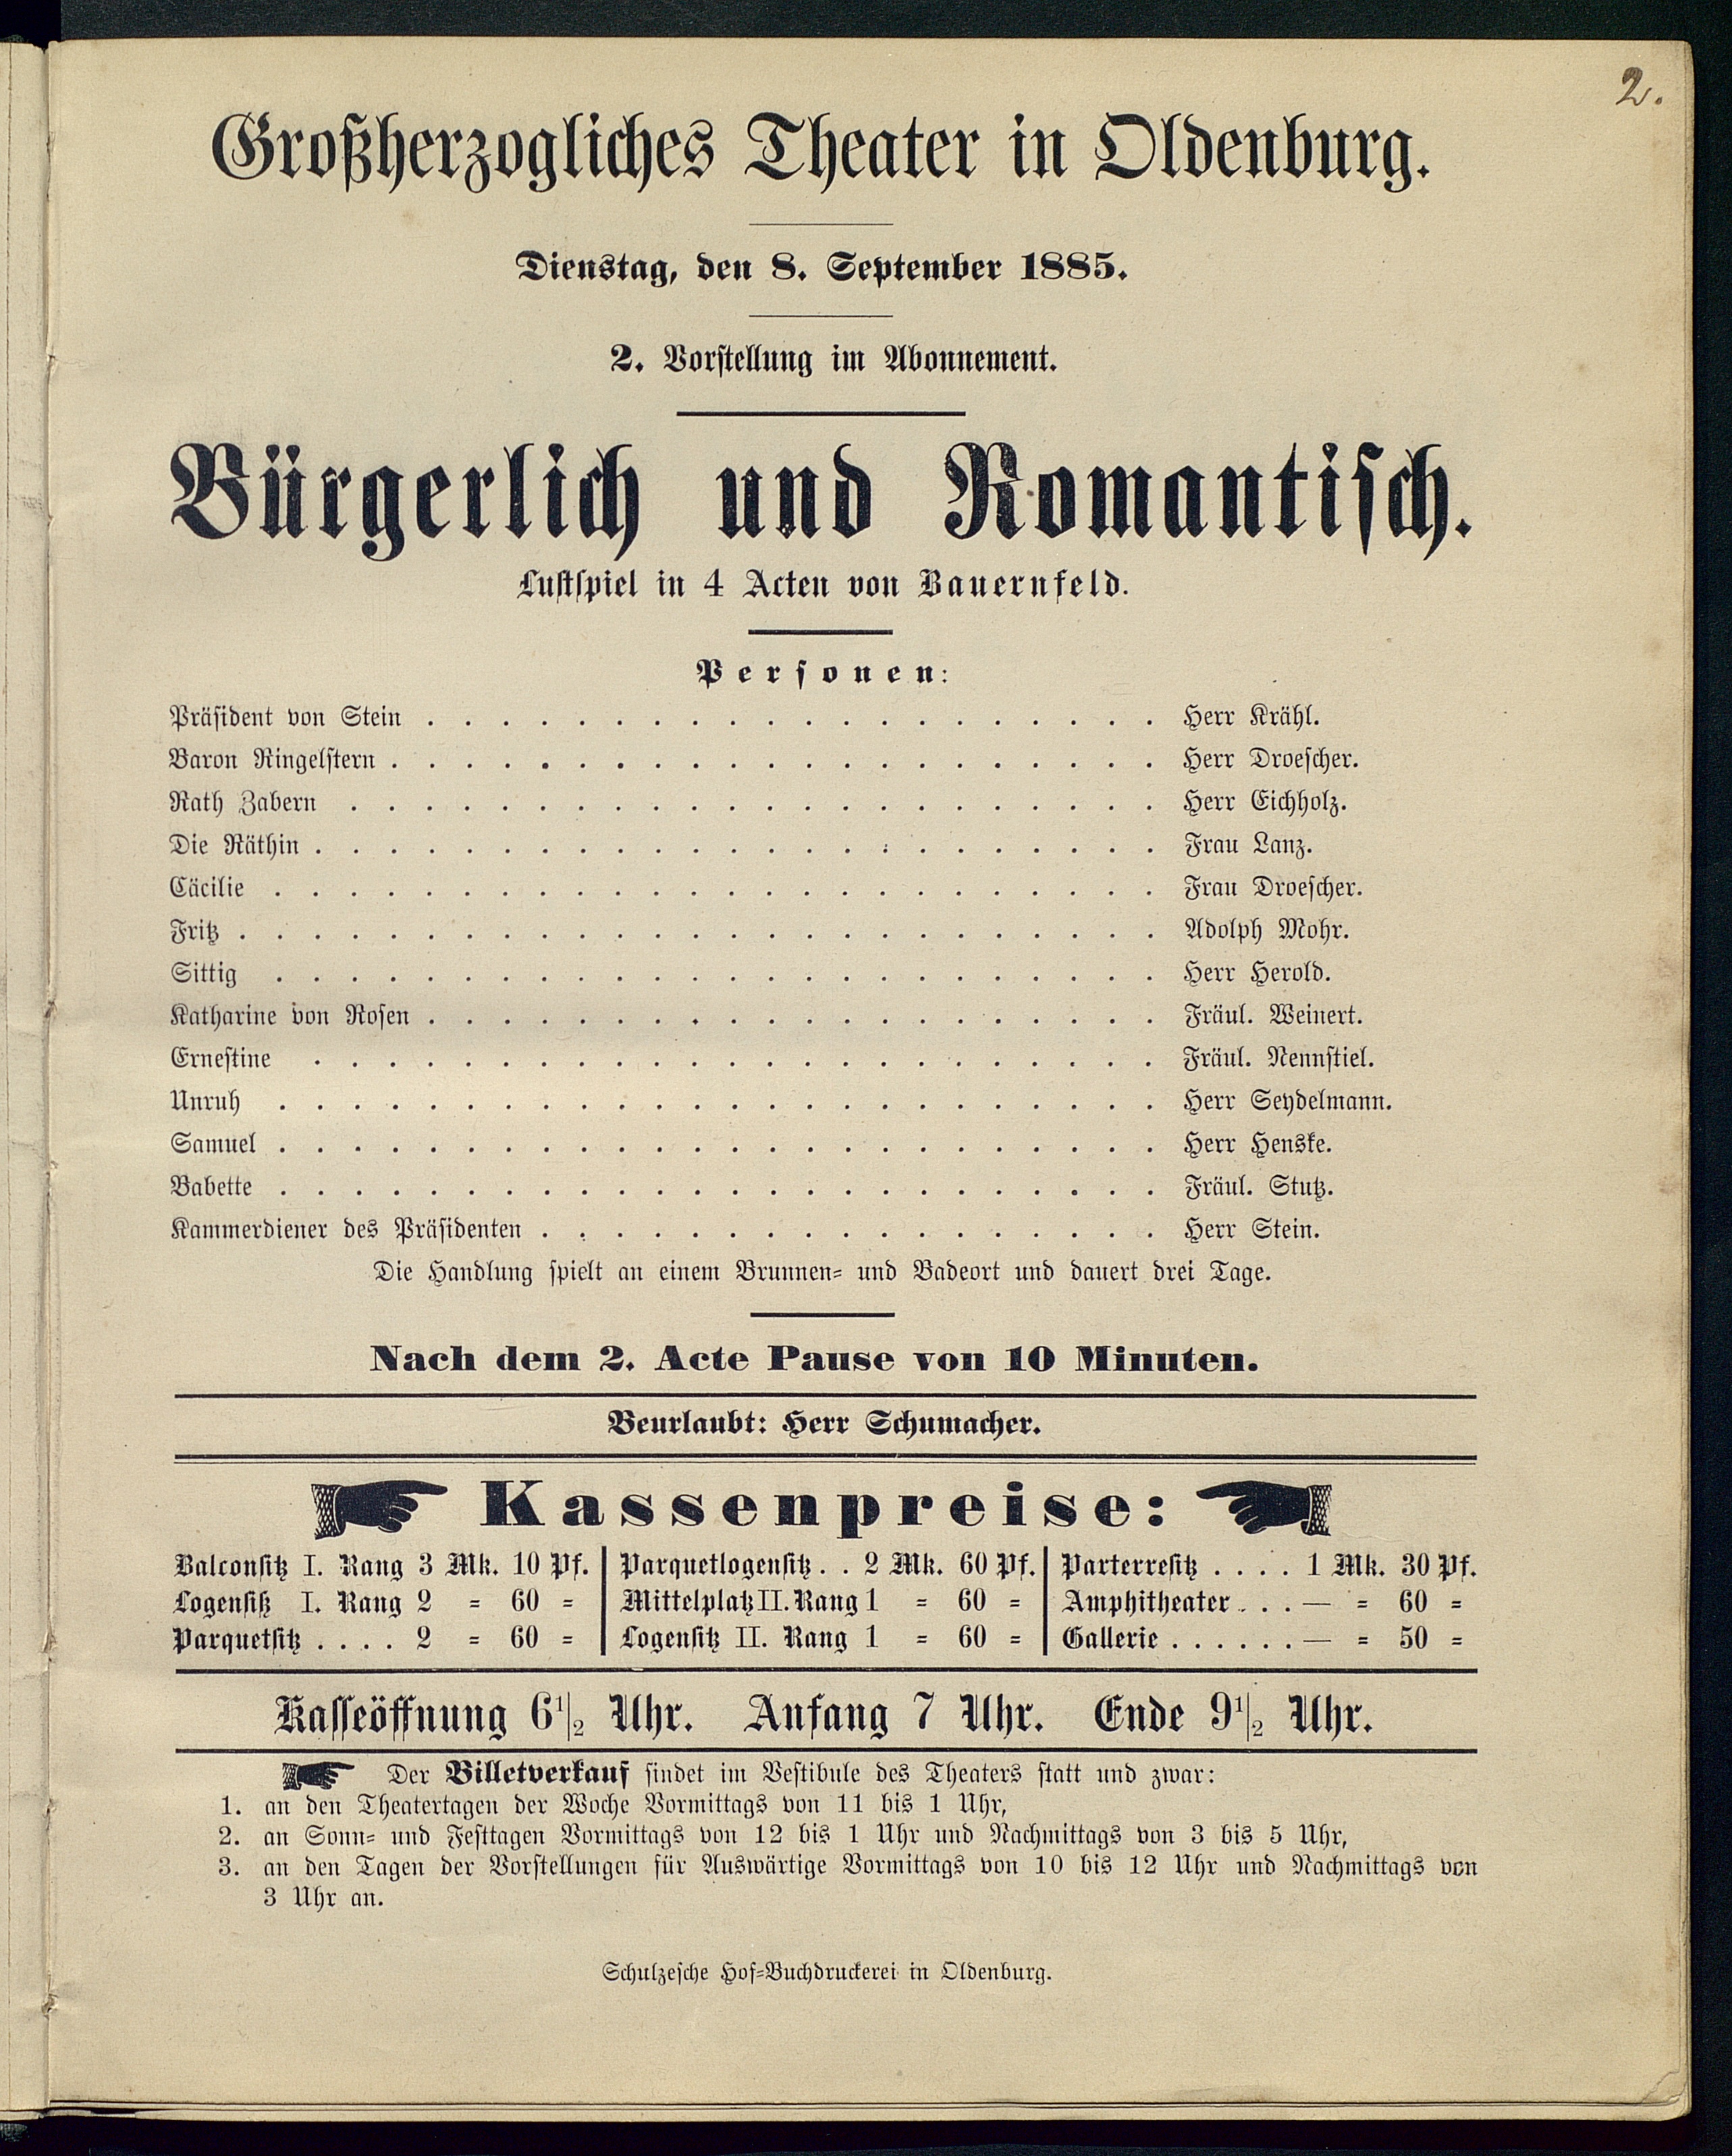 2.
Großherzogliches Theater in Oldenburg.
Dienstag, den 8. September 1885.
2. Vorstellung im Abonnement.
Bürgerlich und Romantisch.
Lustspiel in 4 Acten von Bauernfeld.
Personen:
Präsident von Stein . . . . . . . . . . . . . . . . . . . . Herr Krähl.
Baron Ringelstern . . . . . . . . . . . . . . . . . . . . . Herr Droescher.
Rath Zabern . . . . . . . . . . . . . . . . . . . . . . Herr Eichholz.
Die Räthin . . . . . . . . . . . . . . . . . . . . . . . Frau Lanz.
Cäcilie . . . . . . . . . . . . . . . . . . . . . . . . Frau Droescher.
Fritz . . . . . . . . . . . . . . . . . . . . . . . . . Adolph Mohr.
Sittig . . . . . . . . . . . . . . . . . . . . . . . . Herr Herold.
Katharine von Rosen . . . . . . . . . . . . . . . . . . . . Fräul. Weinert.
Ernestine . . . . . . . . . . . . . . . . . . . . . . . Fräul. Nennstiel.
Unruh . . . . . . . . . . . . . . . . . . . . . . . . Herr Seydelmann.
Samuel . . . . . . . . . . . . . . . . . . . . . . . . Herr Henske.
Babette . . . . . . . . . . . . . . . . . . . . . . . . Fräul. Stutz.
Kammerdiener des Präsidenten . . . . . . . . . . . . . . . . . Herr Stein.
Die Handlung spielt an einem Brunnen= und Badeort und dauert drei Tage.
Nach dem 2. Acte Pause von 10 Minuten.
Beurlaubt: Herr Schumacher.
Kassenpreise:
Balconsitz I. Rang 3 Mk. 10 Pf. | Parquetlogensitz . . 2 Mk. 60 Pf. | Parterresitz . . . . 1 Mk. 30 Pf.
Logensitz I. Rang 2 = 60 = | Mittelplatz II. Rang 1 = 60 = | Amphitheater . . . — = 60 =
Parquetsitz . . . . 2 = 60 = | Logensitz II. Rang 1 = 60 = | Gallerie . . . . . . — = 50 =
Kasseöffnung 6½ Uhr. Anfang 7 Uhr. Ende 9½ Uhr.
Der Billetverkauf findet im Vestibule des Theaters statt und zwar:
1. an den Theatertagen der Woche Vormittags von 11 bis 1 Uhr,
2. an Sonn= und Festtagen Vormittags von 12 bis 1 Uhr und Nachmittags von 3 bis 5 Uhr,
3. an den Tagen der Vorstellungen für Auswärtige Vormittags von 10 bis 12 Uhr und Nachmittags von
3 Uhr an.
Schulzesche Hof=Buchdruckerei in Oldenburg.